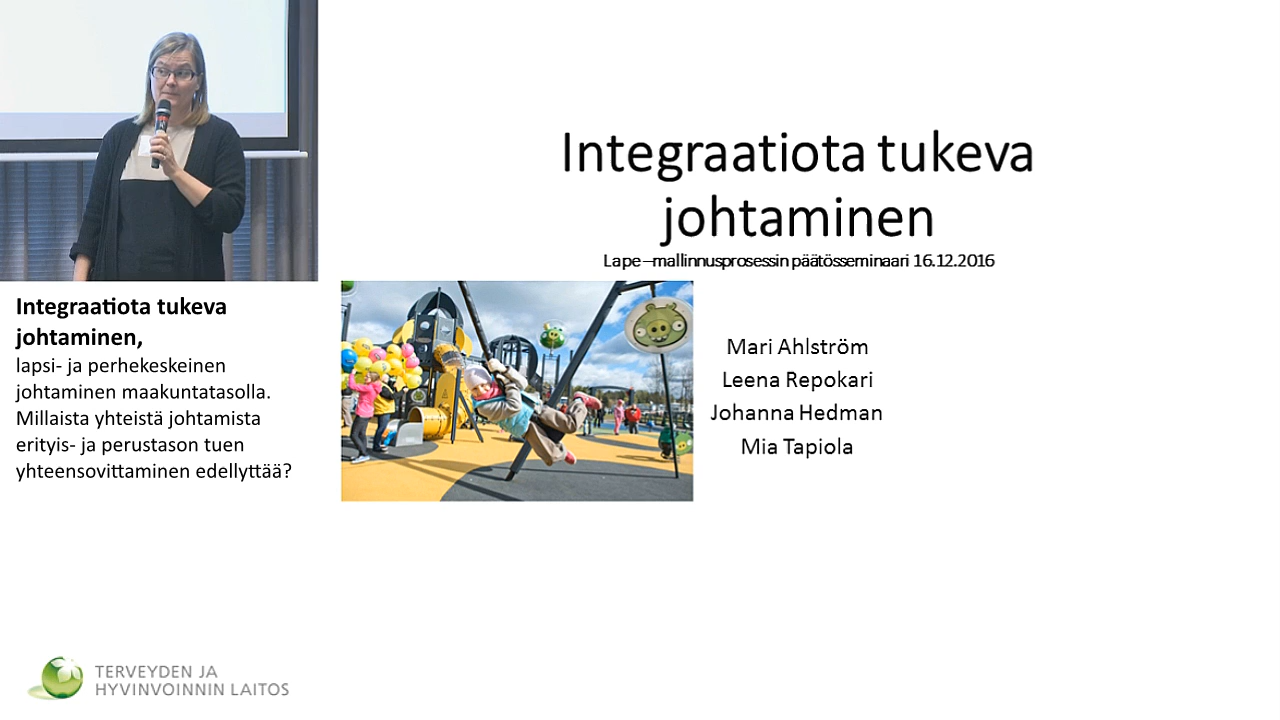 Integraatiota tukeva
johtaminen
Lape –mallinnusprosessin päätösseminaari 16.12.2016
Mari Ahlström
Leena Repokari
Johanna Hedman
Mia Tapiola
Integraatiota tukeva
johtaminen,
lapsi- ja perhekeskeinen
johtaminen maakuntatasolla.
Millaista yhteistä johtamista
erityis- ja perustason tuen
yhteensovittaminen edellyttää?
TERVEYDEN JA
HYVINVOINNIN LAITOS